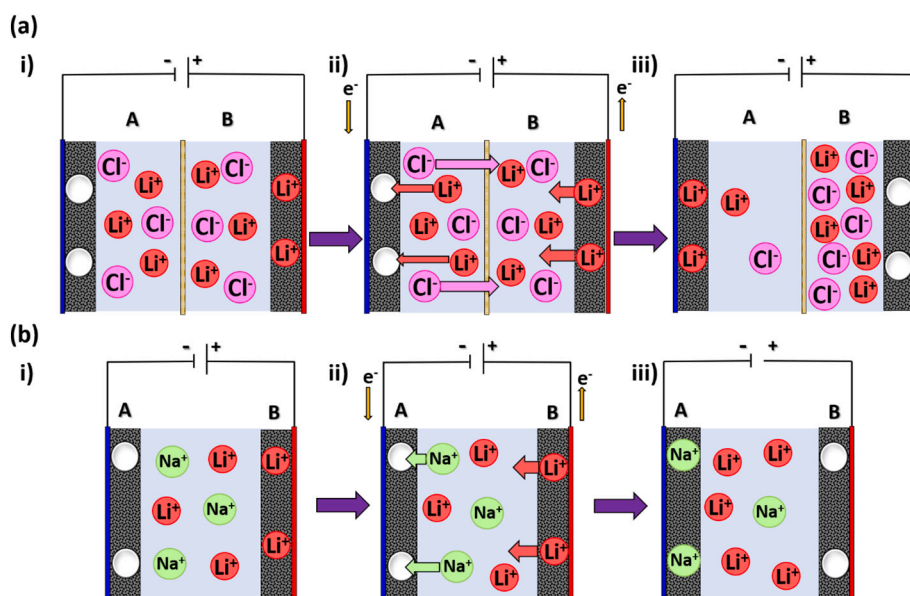 (a)
i) - + ii) - + iii) - +
e- e-
A B A B A B
Cl- Cl- Cl- Cl- Li+ Cl-
Li+ Li+ Li+ Li+ Li+ Li+ Li+
Li+ Li+ Cl-
Li+ Cl- Cl- Li+ Li+ Cl- Cl- Li+ Li+ Cl-
Li+ Li+ Li+ Li+ Li+ Li+ Li+ Cl- Cl- Li+
Cl- Cl- Cl- Li+ Cl- Cl- Li+
(b)
i) - + ii) - + iii) - +
e- e-
A B A B A B
Na+ Li+ Li+ Na+ Li+ Li+ Na+ Li+ Li+
Li+ Na+ Li+ Na+ Li+ Na+
Na+ Li+ Li+ Na+ Li+ Li+ Na+ Li+ Li+